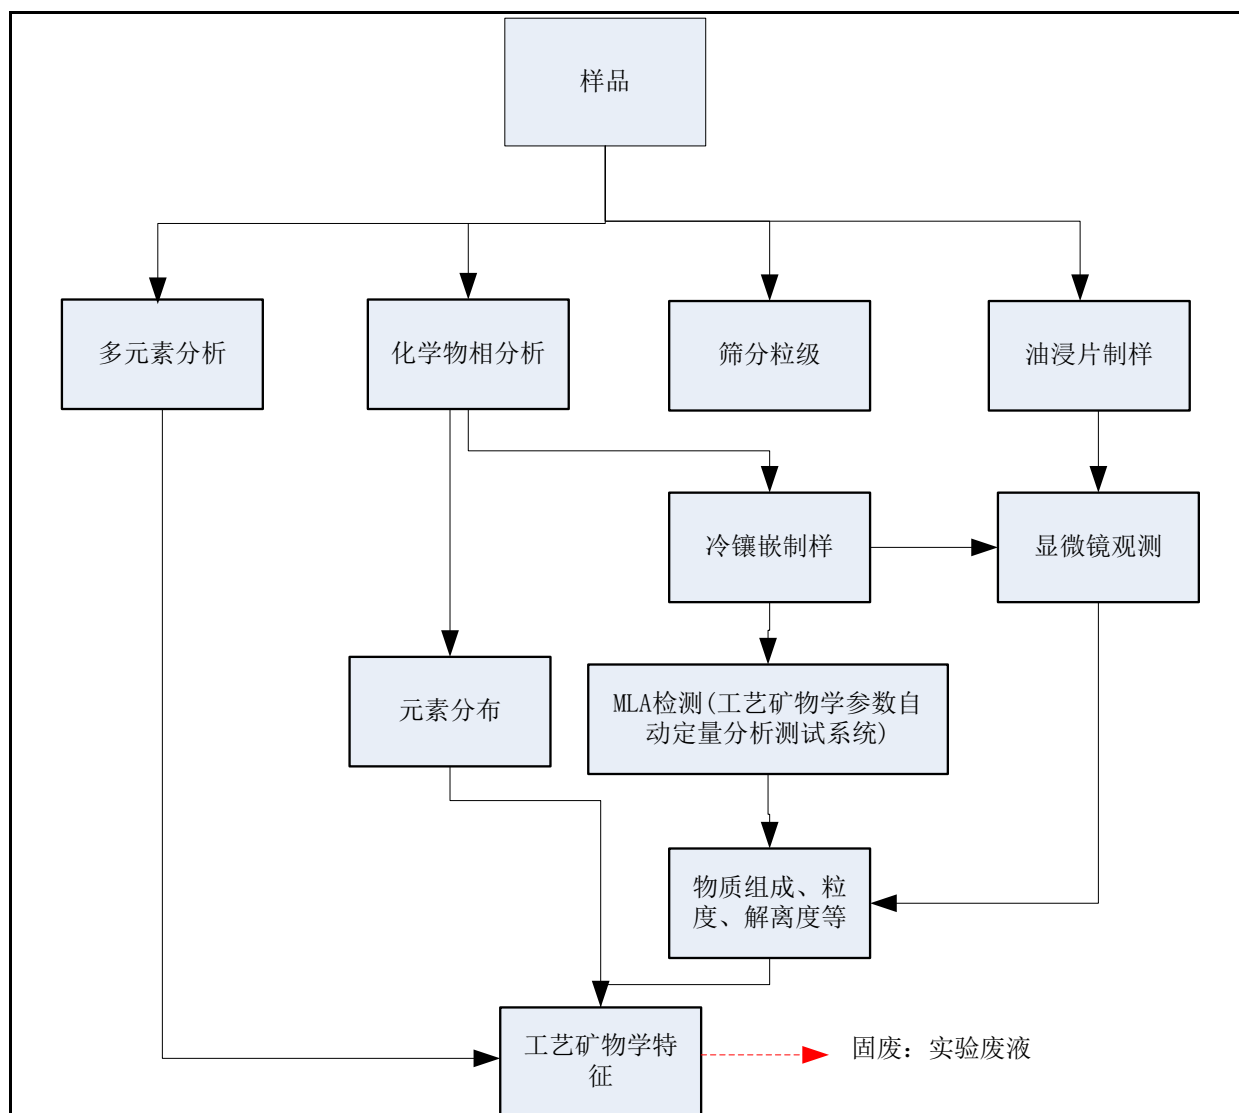 样品
多元素分析
化学物相分析
筛分粒级
油浸片制样
冷镶嵌制样
显微镜观测
元素分布
MLA检测(工艺矿物学参数自
动定量分析测试系统)
物质组成、粒
度、解离度等
工艺矿物学特
征
固废：实验废液